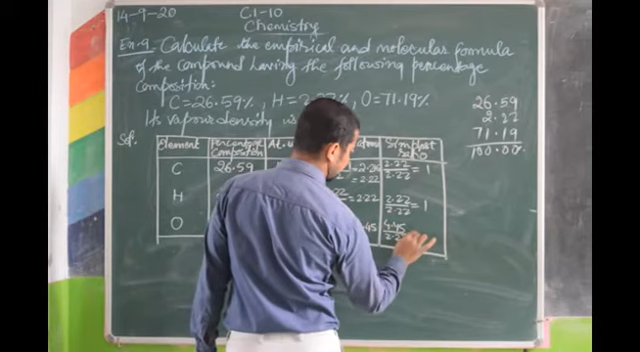 14-9-20 Cl-10
Chemistry
Ex.9. Calculate the empirical and molecular formula
of the compound having the following percentage
composition:
C=26.59%, H=2.22%, O=71.19%
Its vapour density is
Sol.
Element Percentage Composition At. Simplest ratio
C 26.59 =2.22 2.22/2.22 = 1
H =2.22 2.22/2.22 = 1
O 45 4.45/2.2
26.59
2.22
71.19
100.00